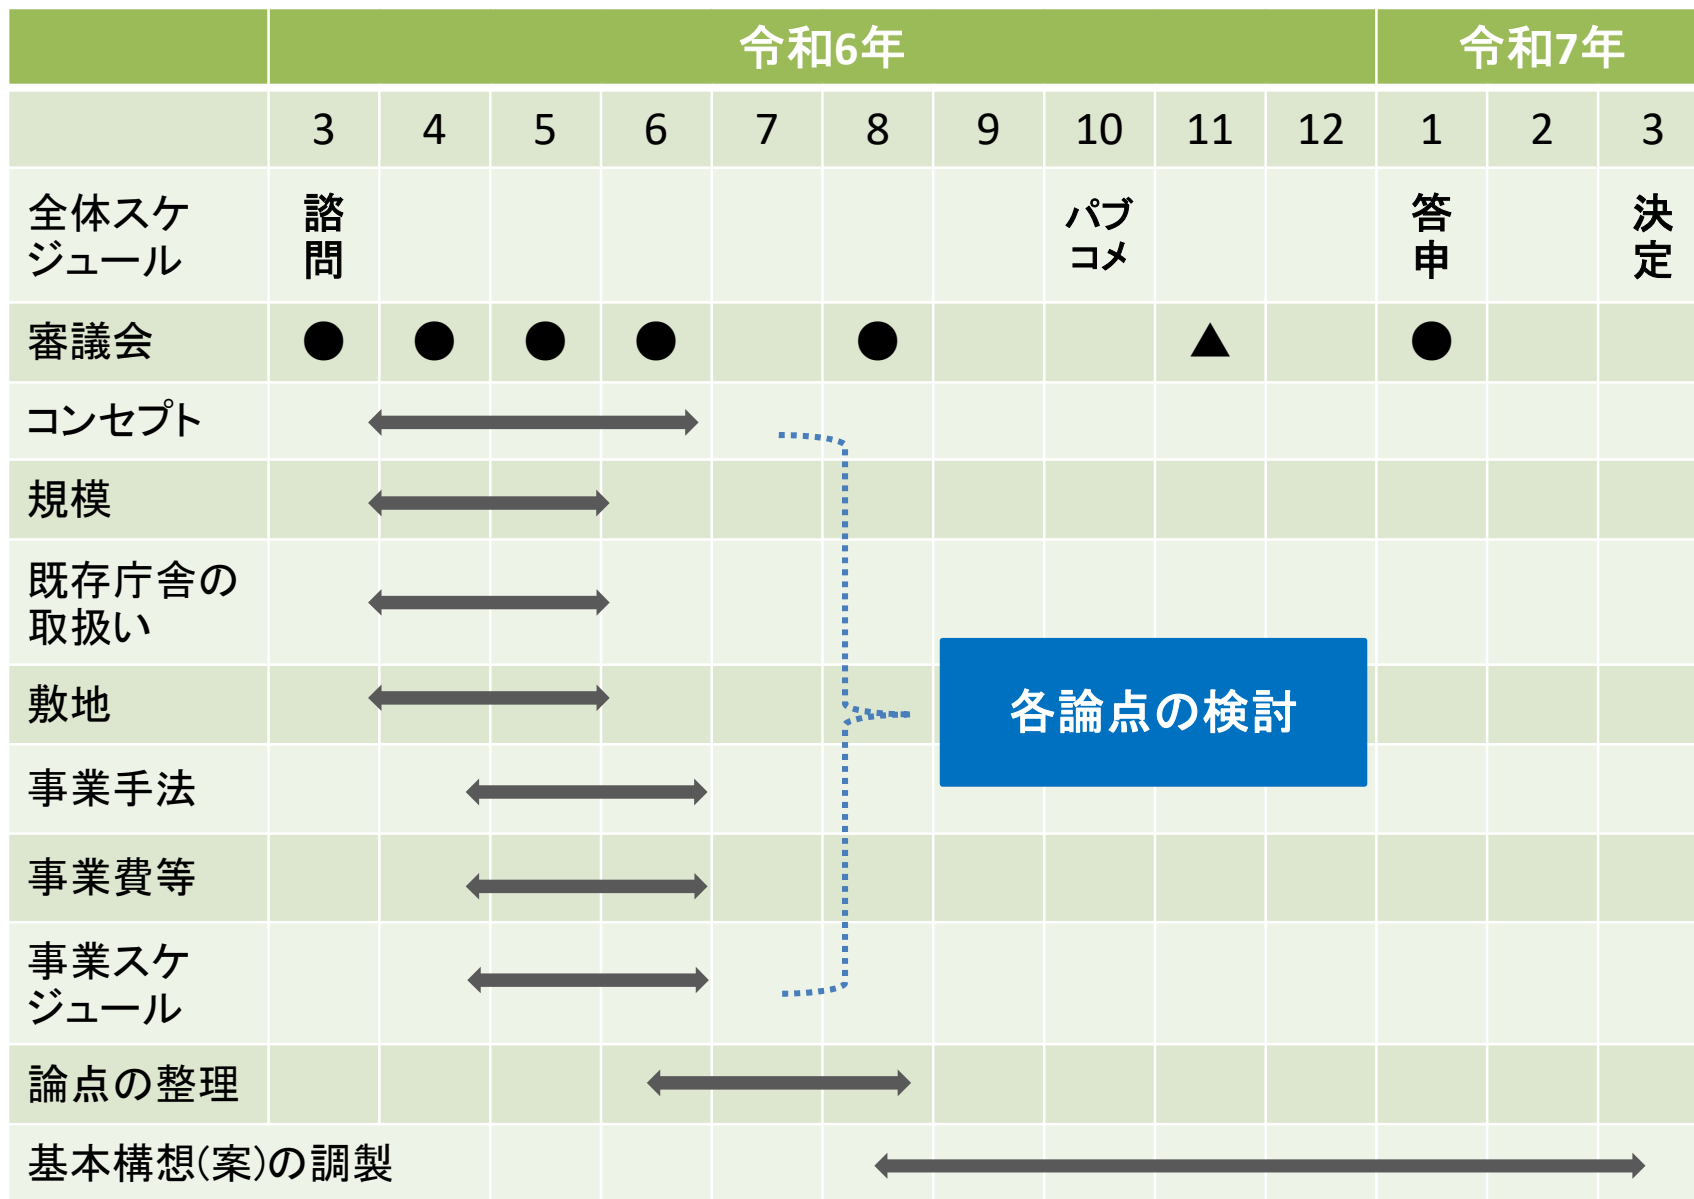 令和6年 令和7年
3 4 5 6 7 8 9 10 11 12 1 2 3
全体スケ
ジュール
諮
問
パブ
コメ
答
申
決
定
審議会 ● ● ● ● ● ▲ ●
コンセプト
規模
既存庁舎の
取扱い
敷地
各論点の検討
事業手法
事業費等
事業スケ
ジュール
論点の整理
基本構想(案)の調製